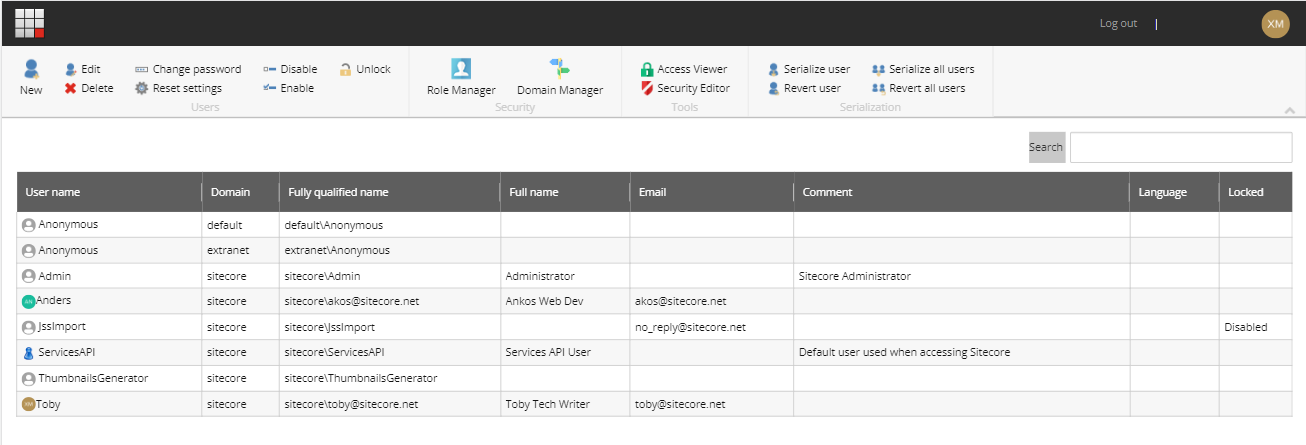 Log out | XM
New Edit Change password Disable Unlock Role Manager Domain Manager Access Viewer Serialize user Serialize all users
Delete Reset settings Enable Security Editor Revert user Revert all users
Users Security Tools Serialization
Search
User name Domain Fully qualified name Full name Email Comment Language Locked
Anonymous default default\Anonymous
Anonymous extranet extranet\Anonymous
Admin sitecore sitecore\Admin Administrator Sitecore Administrator
AN Anders sitecore sitecore\akos@sitecore.net Ankos Web Dev akos@sitecore.net
JssImport sitecore sitecore\JssImport no_reply@sitecore.net Disabled
ServicesAPI sitecore sitecore\ServicesAPI Services API User Default user used when accessing Sitecore
ThumbnailsGenerator sitecore sitecore\ThumbnailsGenerator
XM Toby sitecore sitecore\toby@sitecore.net Toby Tech Writer toby@sitecore.net